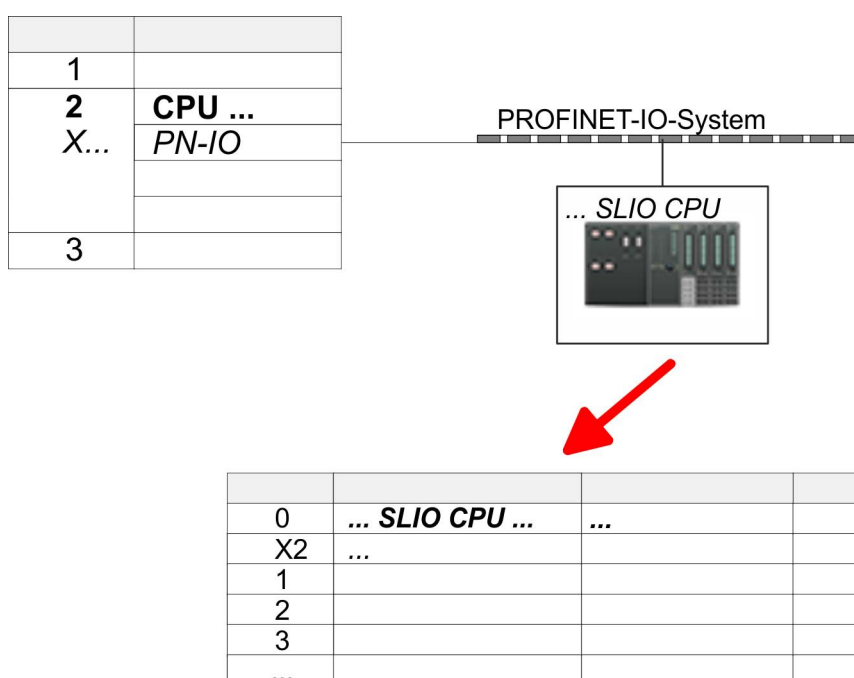 1
2 CPU ...
X... PN-IO
3
PROFINET-IO-System
... SLIO CPU
0 ... SLIO CPU ... ...
X2 ...
1
2
3
...